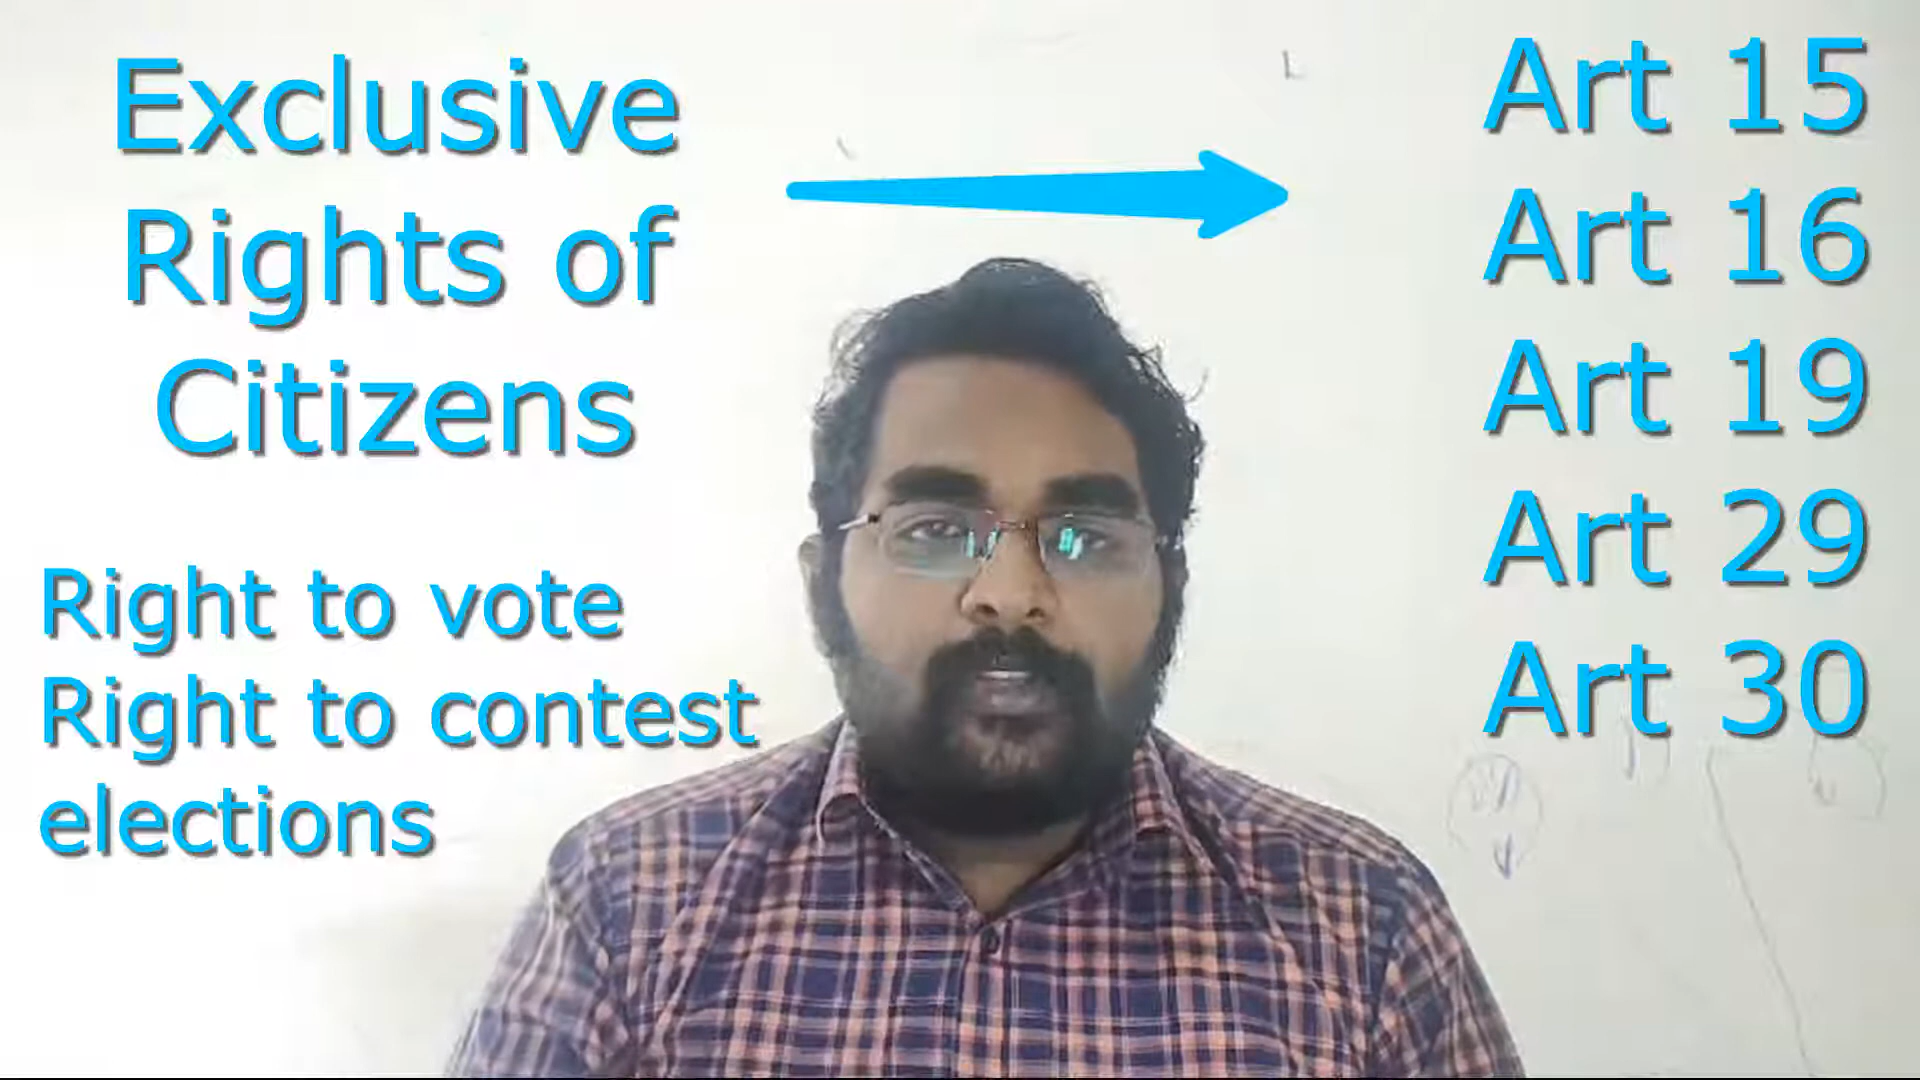 Exclusive
Rights of
Citizens
Right to vote
Right to contest
elections
Art 15
Art 16
Art 19
Art 29
Art 30